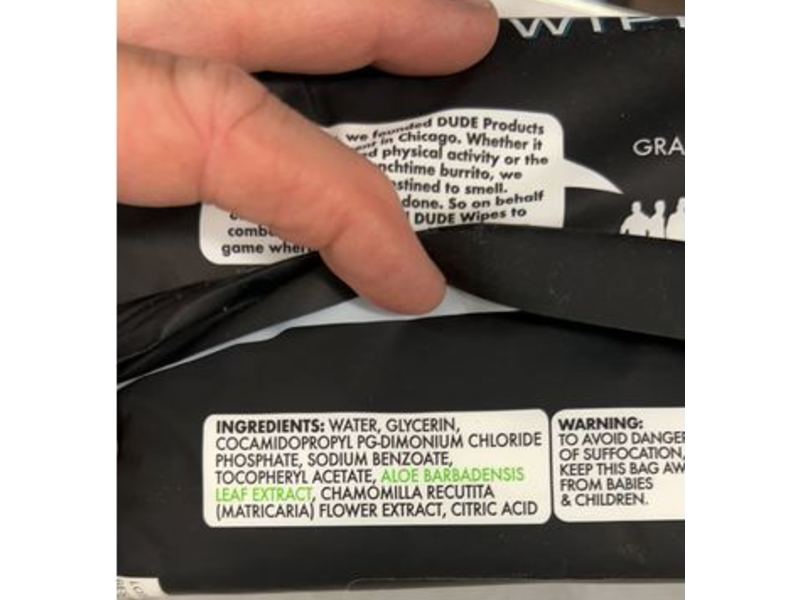 WIP
we founded DUDE Products
in Chicago. Whether it
physical activity or the
burrito, we
to smell.
done. So on behalf
DUDE Wipes to
game
GRA
INGREDIENTS: WATER, GLYCERIN,
COCAMIDOPROPYL PG-DIMONIUM CHLORIDE
PHOSPHATE, SODIUM BENZOATE,
TOCOPHERYL ACETATE, ALOE BARBADENSIS
LEAF EXTRACT, CHAMOMILLA RECUTITA
(MATRICARIA) FLOWER EXTRACT, CITRIC ACID
WARNING:
TO AVOID DANGER
OF SUFFOCATION,
KEEP THIS BAG AW
FROM BABIES
& CHILDREN.